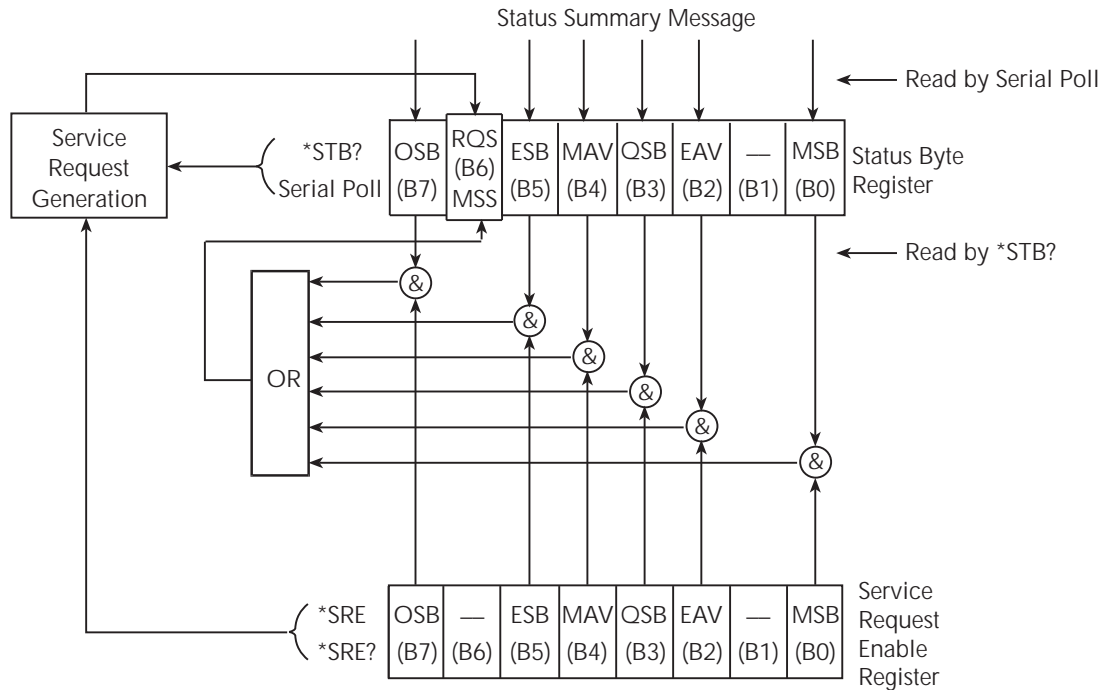 Status Summary Message
Read by Serial Poll
Service
Request
Generation
*STB?
Serial Poll
OSB
(B7)
RQS
(B6)
MSS
ESB
(B5)
MAV
(B4)
QSB
(B3)
EAV
(B2)
—
(B1)
MSB
(B0)
Status Byte
Register
Read by *STB?
&
&
&
OR
&
&
&
*SRE
*SRE?
OSB
(B7)
—
(B6)
ESB
(B5)
MAV
(B4)
QSB
(B3)
EAV
(B2)
—
(B1)
MSB
(B0)
Service
Request
Enable
Register